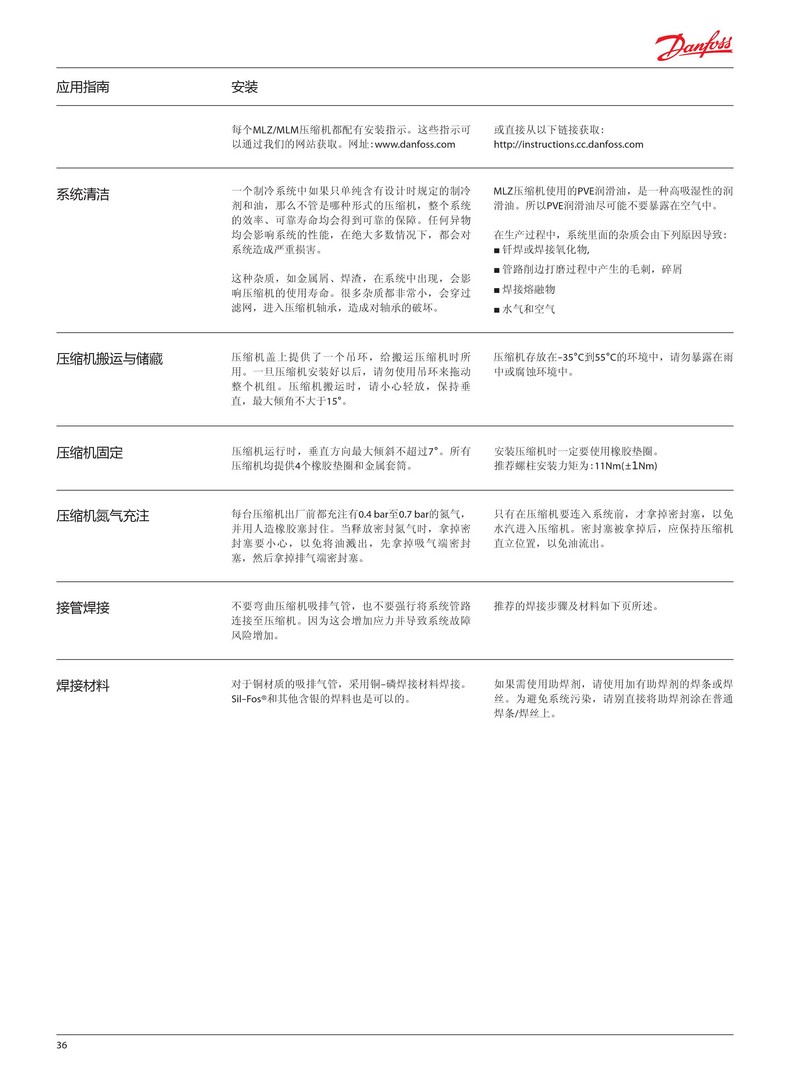 Danfoss
应用指南
安装
每个MLZ/MLM压缩机都配有安装指示。这些指示可
以通过我们的网站获取。网址:www.danfoss.com
或直接从以下链接获取:
http://instructions.cc.danfoss.com
系统清洁
一个制冷系统中如果只单纯含有设计时规定的制冷
剂和油，那么不管是哪种形式的压缩机，整个系统
的效率、可靠寿命均会得到可靠的保障。任何异物
均会影响系统的性能，在绝大多数情况下，都会对
系统造成严重损害。
这种杂质，如金属屑、焊渣，在系统中出现，会影
响压缩机的使用寿命。很多杂质都非常小，会穿过
滤网，进入压缩机轴承，造成对轴承的破坏。
MLZ压缩机使用的PVE润滑油，是一种高吸湿性的润
滑油。所以PVE润滑油尽可能不要暴露在空气中。
在生产过程中，系统里面的杂质会由下列原因导致:
■ 钎焊或焊接氧化物,
■ 管路削边打磨过程中产生的毛刺，碎屑
■ 焊接熔融物
■ 水气和空气
压缩机搬运与储藏
压缩机盖上提供了一个吊环，给搬运压缩机时所
用。一旦压缩机安装好以后，请勿使用吊环来拖动
整个机组。压缩机搬运时，请小心轻放，保持垂
直，最大倾角不大于15°。
压缩机存放在-35°C到55°C的环境中，请勿暴露在雨
中或腐蚀环境中。
压缩机固定
压缩机运行时，垂直方向最大倾斜不超过7°。所有
压缩机均提供4个橡胶垫圈和金属套筒。
安装压缩机时一定要使用橡胶垫圈。
推荐螺柱安装力矩为:11Nm(±1Nm)
压缩机氮气充注
每台压缩机出厂前都充注有0.4 bar至0.7 bar的氮气，
并用人造橡胶塞封住。当释放密封氮气时，拿掉密
封塞要小心，以免将油溅出，先拿掉吸气端密封
塞，然后拿掉排气端密封塞。
只有在压缩机要连入系统前，才拿掉密封塞，以免
水汽进入压缩机。密封塞被拿掉后，应保持压缩机
直立位置，以免油流出。
接管焊接
不要弯曲压缩机吸排气管，也不要强行将系统管路
连接至压缩机。因为这会增加应力并导致系统故障
风险增加。
推荐的焊接步骤及材料如下页所述。
焊接材料
对于铜材质的吸排气管，采用铜-磷焊接材料焊接。
Sil-Fos®和其他含银的焊料也是可以的。
如果需使用助焊剂，请使用加有助焊剂的焊条或焊
丝。为避免系统污染，请别直接将助焊剂涂在普通
焊条/焊丝上。
36